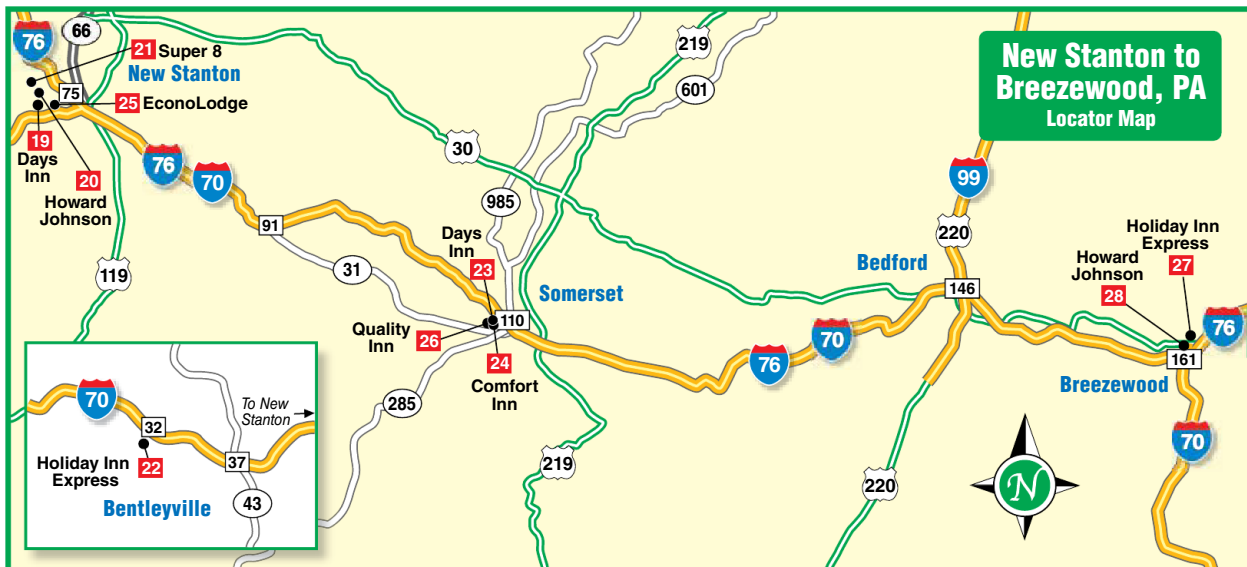 New Stanton to
Breezewood, PA
Locator Map
76
66
21 Super 8
New Stanton
75
25 EconoLodge
19
Days
Inn
20
Howard
Johnson
76
70
91
119
31
30
219
601
985
Days
Inn
23
110
Somerset
Quality
Inn
26
24
Comfort
Inn
285
219
76
70
Bedford
99
220
146
220
Holiday Inn
Express
27
Howard
Johnson
28
76
161
Breezewood
70
N
70
32
To New
Stanton
Holiday Inn
Express
22
37
43
Bentleyville